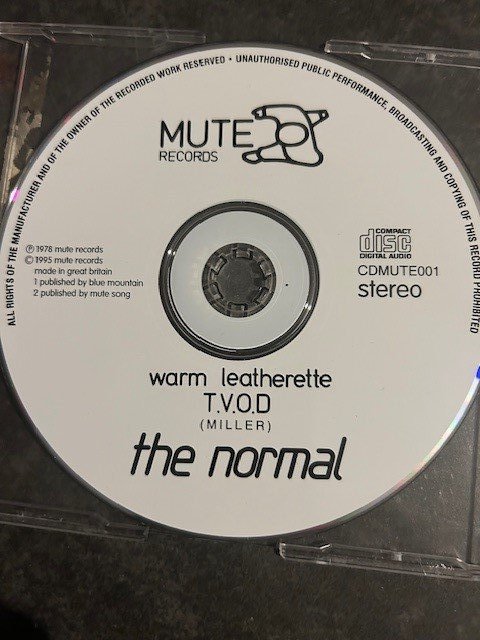 ALL RIGHTS OF THE MANUFACTURER AND OF THE OWNER OF THE RECORDED WORK RESERVED • UNAUTHORISED PUBLIC PERFORMANCE, BROADCASTING AND COPYING OF THIS RECORD PROHIBITED
MUTE
RECORDS
℗ 1978 mute records
© 1995 mute records
made in great britain
1 published by blue mountain
2 published by mute song
COMPACT
disc
DIGITAL AUDIO
CDMUTE001
stereo
warm leatherette
T.V.O.D
(MILLER)
the normal